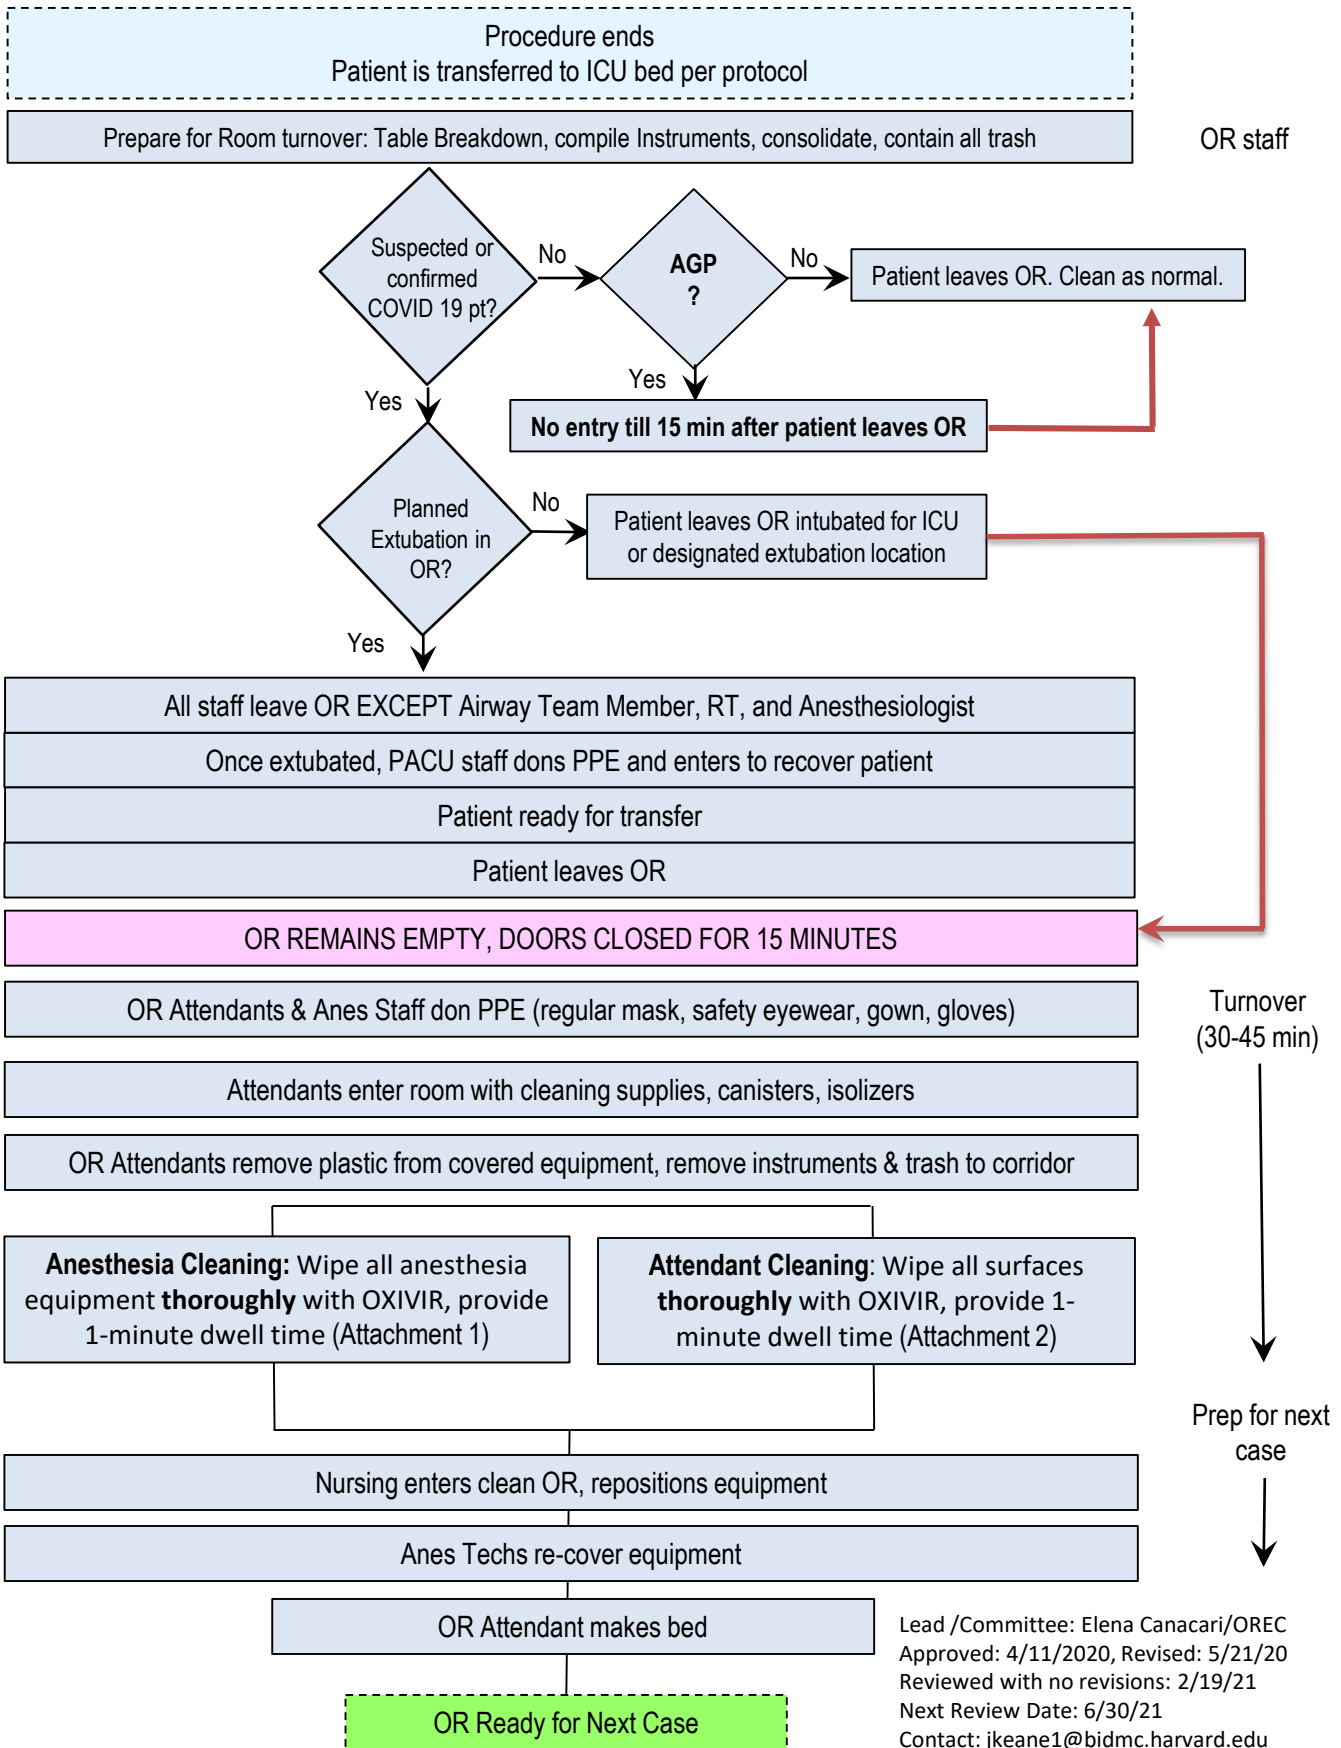 Procedure ends
Patient is transferred to ICU bed per protocol
Prepare for Room turnover: Table Breakdown, compile Instruments, consolidate, contain all trash
OR staff
Suspected or
confirmed
COVID 19 pt?
No
AGP
?
No
Patient leaves OR. Clean as normal.
Yes
Yes
No entry till 15 min after patient leaves OR
Planned
Extubation in
OR?
No
Patient leaves OR intubated for ICU
or designated extubation location
Yes
All staff leave OR EXCEPT Airway Team Member, RT, and Anesthesiologist
Once extubated, PACU staff dons PPE and enters to recover patient
Patient ready for transfer
Patient leaves OR
OR REMAINS EMPTY, DOORS CLOSED FOR 15 MINUTES
OR Attendants & Anes Staff don PPE (regular mask, safety eyewear, gown, gloves)
Turnover
(30-45 min)
Attendants enter room with cleaning supplies, canisters, isolizers
OR Attendants remove plastic from covered equipment, remove instruments & trash to corridor
Anesthesia Cleaning: Wipe all anesthesia
equipment thoroughly with OXIVIR, provide
1-minute dwell time (Attachment 1)
Attendant Cleaning: Wipe all surfaces
thoroughly with OXIVIR, provide 1-
minute dwell time (Attachment 2)
Prep for next
case
Nursing enters clean OR, repositions equipment
Anes Techs re-cover equipment
OR Attendant makes bed
OR Ready for Next Case
Lead /Committee: Elena Canacari/OREC
Approved: 4/11/2020, Revised: 5/21/20
Reviewed with no revisions: 2/19/21
Next Review Date: 6/30/21
Contact: jkeane1@bidmc.harvard.edu